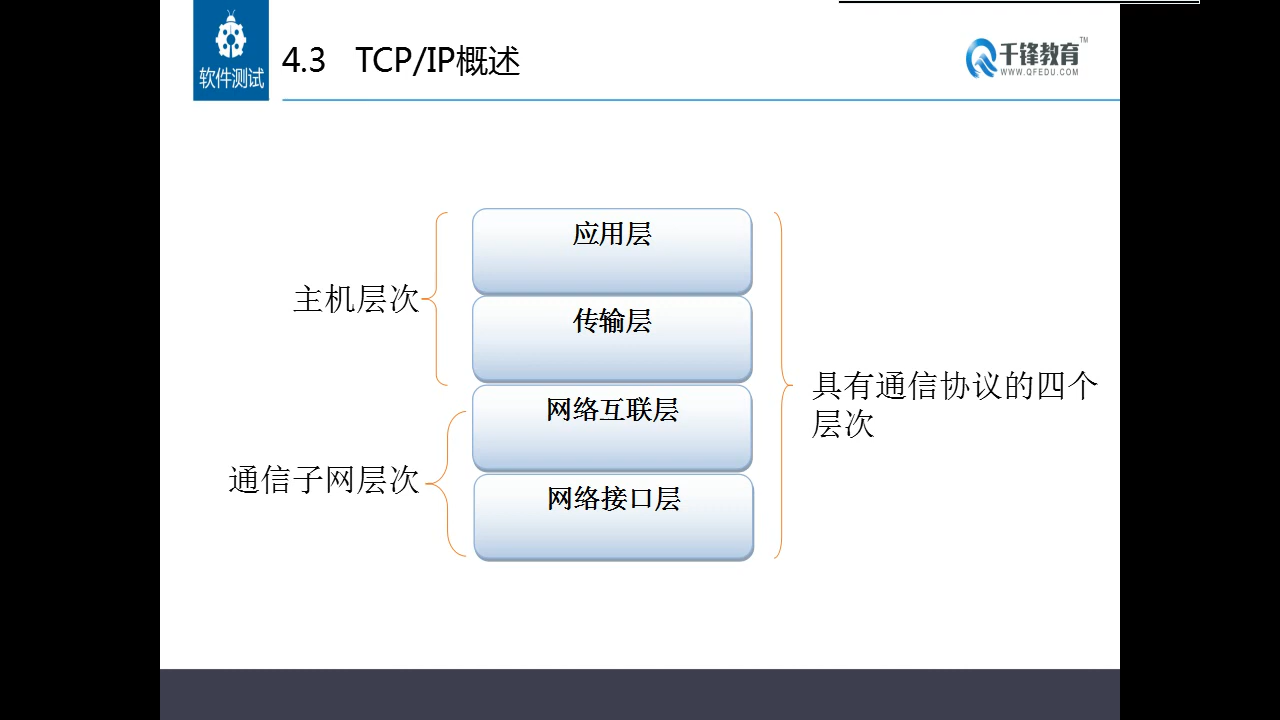 软件测试
4.3 TCP/IP概述
千锋教育™
WWW.QFEDU.COM
应用层
主机层次
传输层
网络互联层
具有通信协议的四个
层次
通信子网层次
网络接口层